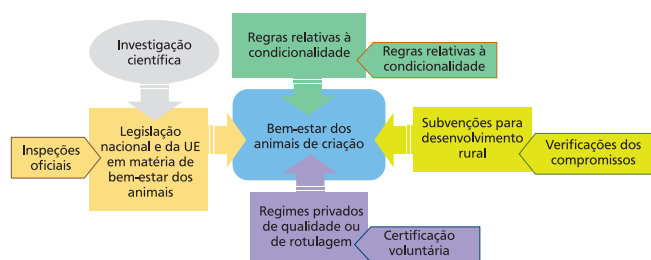 Investigação
científica
Regras relativas à
condicionalidade
Regras relativas à
condicionalidade
Inspeções
oficiais
Legislação
nacional e da UE
em matéria de
bem-estar dos
animais
Bem-estar dos
animais de criação
Subvenções para
desenvolvimento
rural
Verificações dos
compromissos
Regimes privados
de qualidade ou
de rotulagem
Certificação
voluntária